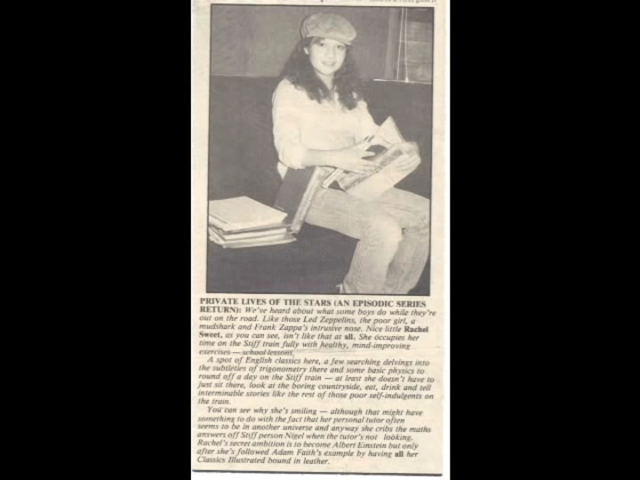 PRIVATE LIVES OF THE STARS (AN EPISODIC SERIES
RETURN): We've heard about what some boys do while they're
out on the road. Like those Led Zeppelins, the poor girl, a
mudshark and Frank Zappa's intrusive nose. Nice little Rachel
Sweet, as you can see, isn't like that at all. She occupies her
time on the Stiff train fully with healthy, mind-improving
exercises — school lessons.
A spot of English classics here, a few searching delvings into
the subtleties of trigonometry there and some basic physics to
round off a day on the Stiff train — at least she doesn't have to
just sit there, look at the boring countryside, eat, drink and tell
interminable stories like the rest of those poor self-indulgents on
the train.
You can see why she's smiling — although that might have
something to do with the fact that her personal tutor often
seems to be in another universe and anyway she cribs the maths
answers off Stiff person Nigel when the tutor's not looking.
Rachel's secret ambition is to become Albert Einstein but only
after she's followed Adam Faith's example by having all her
Classics Illustrated bound in leather.